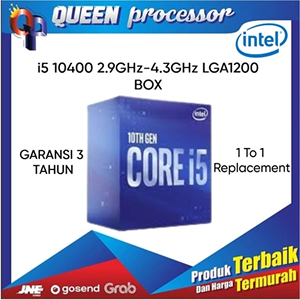 QP
QUEEN processor
intel
i5 10400 2.9GHz-4.3GHz LGA1200
BOX
GARANSI 3
TAHUN
10TH GEN
CORE i5
1 To 1
Replacement
JNE
gosend
Grab
Produk Terbaik
Dan Harga Termurah